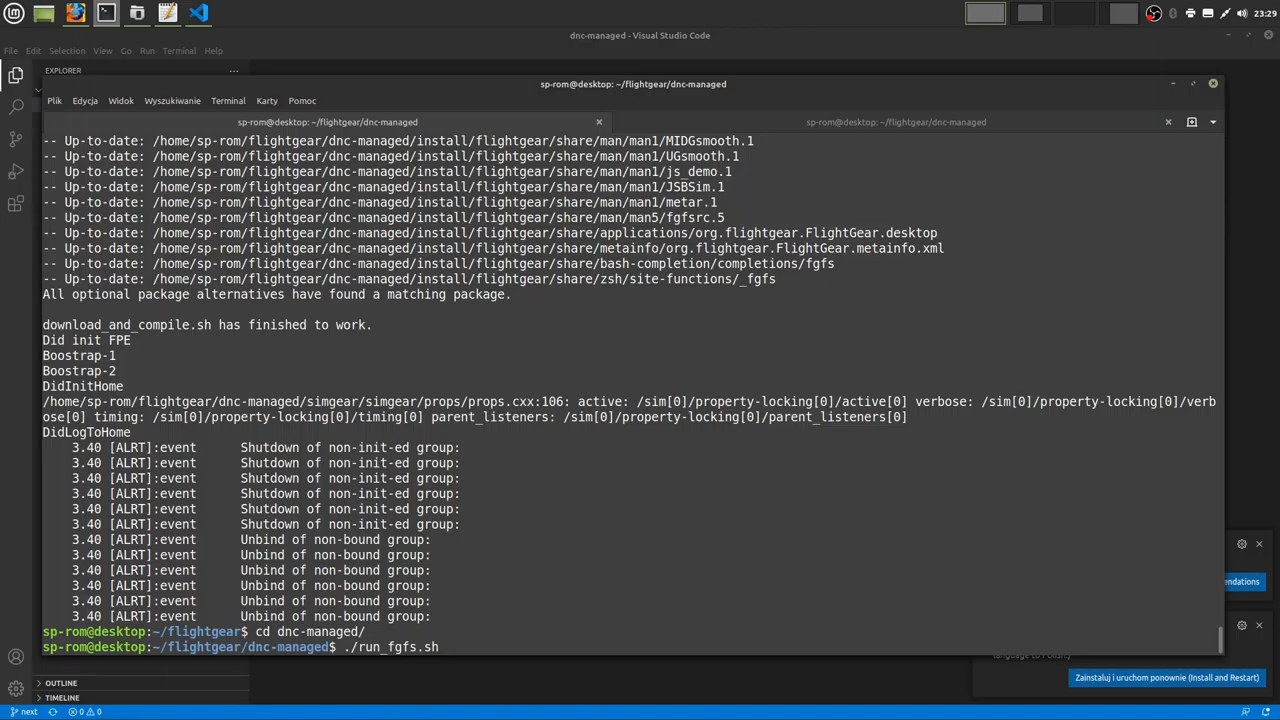 23:29
dnc-managed - Visual Studio Code
File Edit Selection View Go Run Terminal Help
EXPLORER
sp-rom@desktop: ~/flightgear/dnc-managed
Plik Edycja Widok Wyszukiwanie Terminal Karty Pomoc
sp-rom@desktop: ~/flightgear/dnc-managed
sp-rom@desktop: ~/flightgear/dnc-managed
-- Up-to-date: /home/sp-rom/flightgear/dnc-managed/install/flightgear/share/man/man1/MIDGsmooth.1
-- Up-to-date: /home/sp-rom/flightgear/dnc-managed/install/flightgear/share/man/man1/UGsmooth.1
-- Up-to-date: /home/sp-rom/flightgear/dnc-managed/install/flightgear/share/man/man1/js_demo.1
-- Up-to-date: /home/sp-rom/flightgear/dnc-managed/install/flightgear/share/man/man1/JSBSim.1
-- Up-to-date: /home/sp-rom/flightgear/dnc-managed/install/flightgear/share/man/man1/metar.1
-- Up-to-date: /home/sp-rom/flightgear/dnc-managed/install/flightgear/share/man/man5/fgfsrc.5
-- Up-to-date: /home/sp-rom/flightgear/dnc-managed/install/flightgear/share/applications/org.flightgear.FlightGear.desktop
-- Up-to-date: /home/sp-rom/flightgear/dnc-managed/install/flightgear/share/metainfo/org.flightgear.FlightGear.metainfo.xml
-- Up-to-date: /home/sp-rom/flightgear/dnc-managed/install/flightgear/share/bash-completion/completions/fgfs
-- Up-to-date: /home/sp-rom/flightgear/dnc-managed/install/flightgear/share/zsh/site-functions/_fgfs
All optional package alternatives have found a matching package.
download_and_compile.sh has finished to work.
Did init FPE
Boostrap-1
Boostrap-2
DidInitHome
/home/sp-rom/flightgear/dnc-managed/simgear/simgear/props/props.cxx:106: active: /sim[0]/property-locking[0]/active[0] verbose: /sim[0]/property-locking[0]/verb
ose[0] timing: /sim[0]/property-locking[0]/timing[0] parent_listeners: /sim[0]/property-locking[0]/parent_listeners[0]
DidLogToHome
3.40 [ALRT]:event Shutdown of non-init-ed group:
3.40 [ALRT]:event Shutdown of non-init-ed group:
3.40 [ALRT]:event Shutdown of non-init-ed group:
3.40 [ALRT]:event Shutdown of non-init-ed group:
3.40 [ALRT]:event Shutdown of non-init-ed group:
3.40 [ALRT]:event Shutdown of non-init-ed group:
3.40 [ALRT]:event Unbind of non-bound group:
3.40 [ALRT]:event Unbind of non-bound group:
3.40 [ALRT]:event Unbind of non-bound group:
3.40 [ALRT]:event Unbind of non-bound group:
3.40 [ALRT]:event Unbind of non-bound group:
3.40 [ALRT]:event Unbind of non-bound group:
sp-rom@desktop:~/flightgear$ cd dnc-managed/
sp-rom@desktop:~/flightgear/dnc-managed$ ./run_fgfs.sh
endations
language to Polish.)
Zainstaluj i uruchom ponownie (Install and Restart)
OUTLINE
TIMELINE
next 0 0